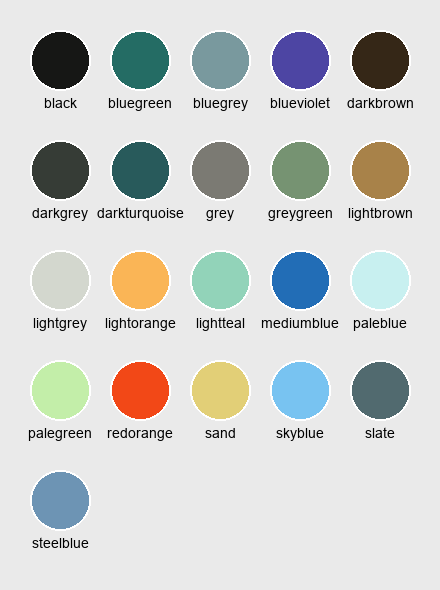 black bluegreen bluegrey blueviolet darkbrown
darkgrey darkturquoise grey greygreen lightbrown
lightgrey lightorange lightteal mediumblue paleblue
palegreen redorange sand skyblue slate
steelblue